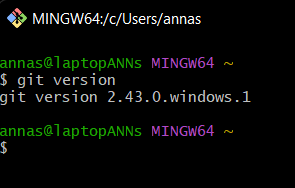 MINGW64:/c/Users/annas
annas@laptopANNs MINGW64 ~
$ git version
git version 2.43.0.windows.1
annas@laptopANNs MINGW64 ~
$